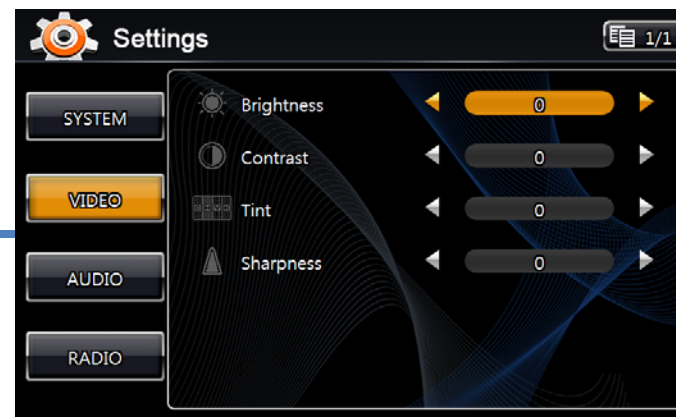 Settings
1/1
SYSTEM
VIDEO
AUDIO
RADIO
Brightness 0
Contrast 0
Tint 0
Sharpness 0